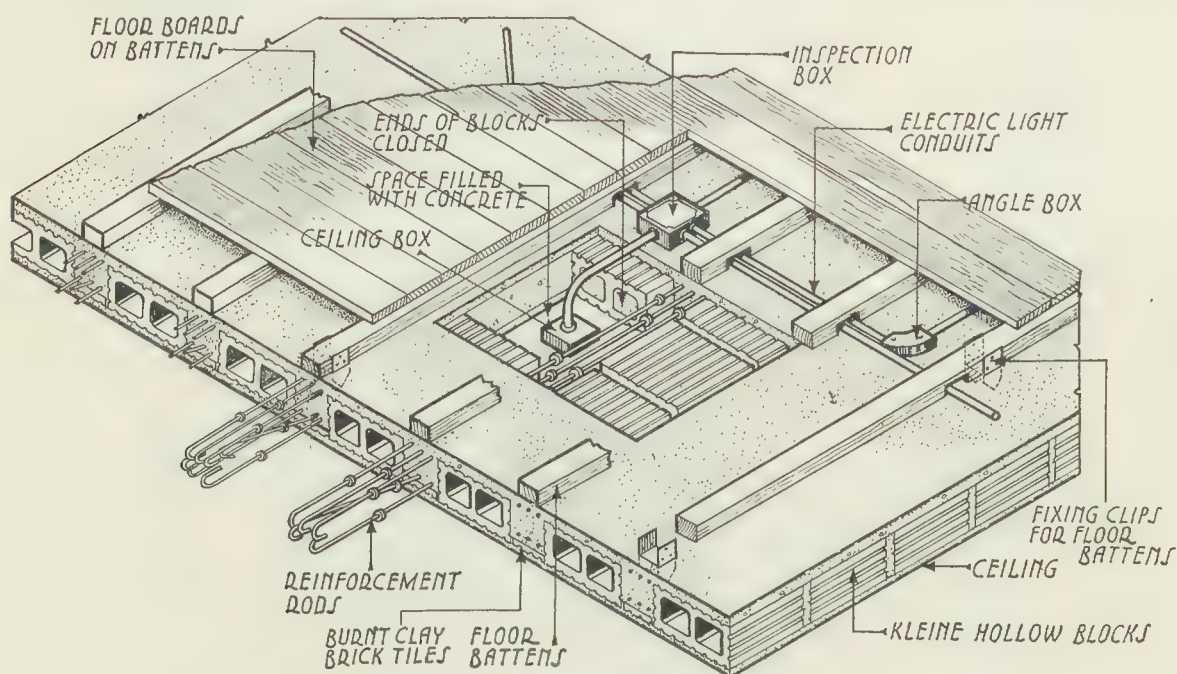 FLOOR BOARDS
ON BATTENS
INSPECTION
BOX
ENDS OF BLOCKS
CLOSED
ELECTRIC LIGHT
CONDUITS
SPACE FILLED
WITH CONCRETE
ANGLE BOX
CEILING BOX
FIXING CLIPS
FOR FLOOR
BATTENS
CEILING
REINFORCEMENT
RODS
KLEINE HOLLOW BLOCKS
BURNT CLAY
BRICK TILES
FLOOR
BATTENS